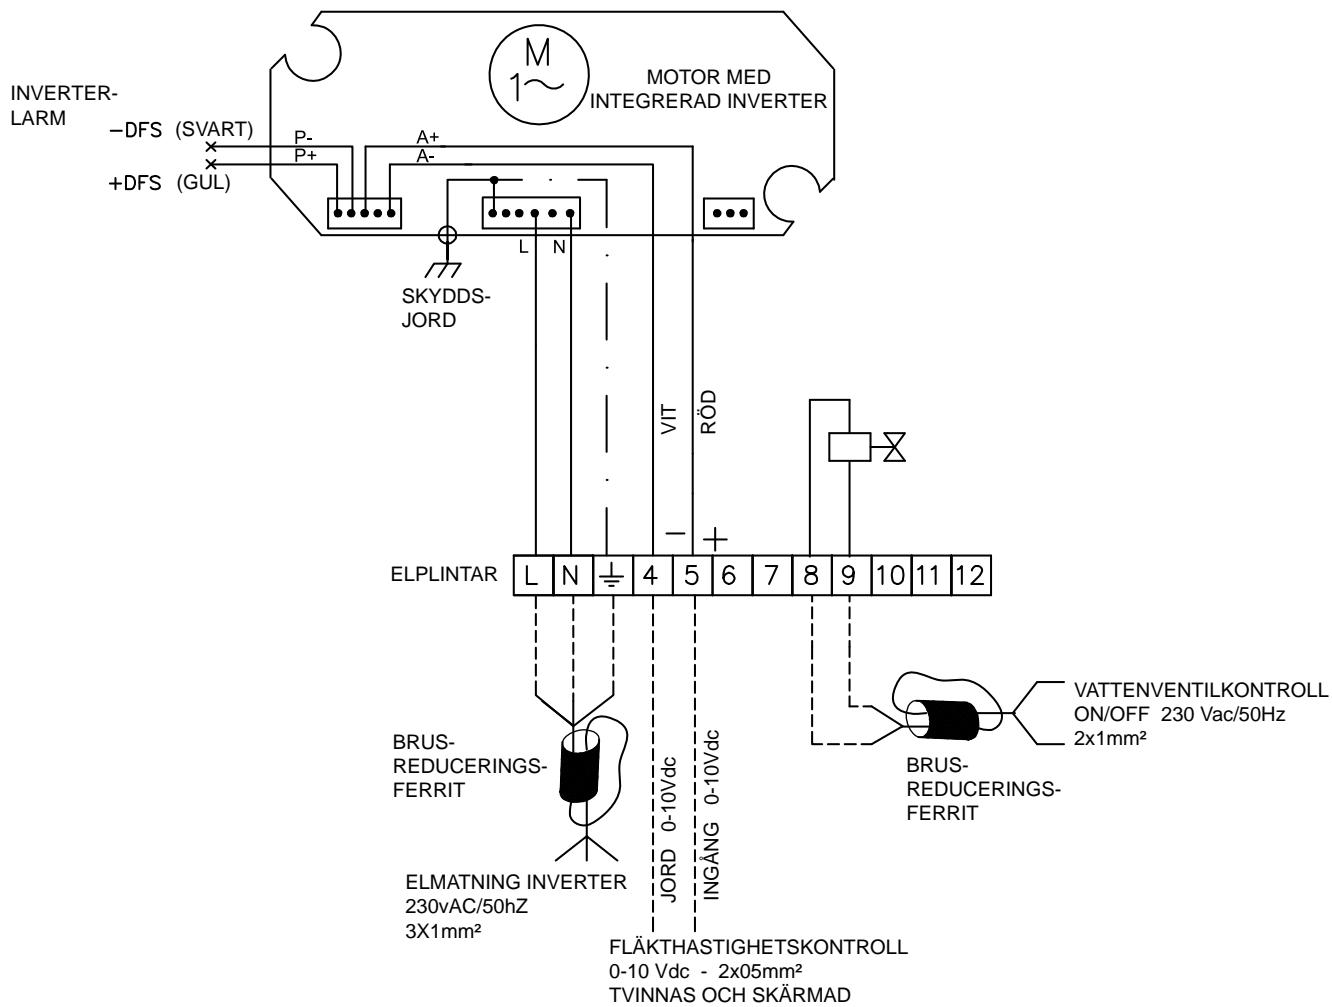 M
1~
MOTOR MED
INTEGRERAD INVERTER
INVERTER-
LARM
-DFS (SVART)
+DFS (GUL)
P-
P+
A+
A-
L N
SKYDDS-
JORD
VIT
RÖD
- +
ELPLINTAR
L N 4 5 6 7 8 9 10 11 12
BRUS-
REDUCERINGS-
FERRIT
ELMATNING INVERTER
230vAC/50hZ
3X1mm²
JORD 0-10Vdc
INGÅNG 0-10Vdc
FLÄKTHASTIGHETSKONTROLL
0-10 Vdc - 2x05mm²
TVINNAS OCH SKÄRMAD
VATTENVENTILKONTROLL
ON/OFF 230 Vac/50Hz
2x1mm²
BRUS-
REDUCERINGS-
FERRIT